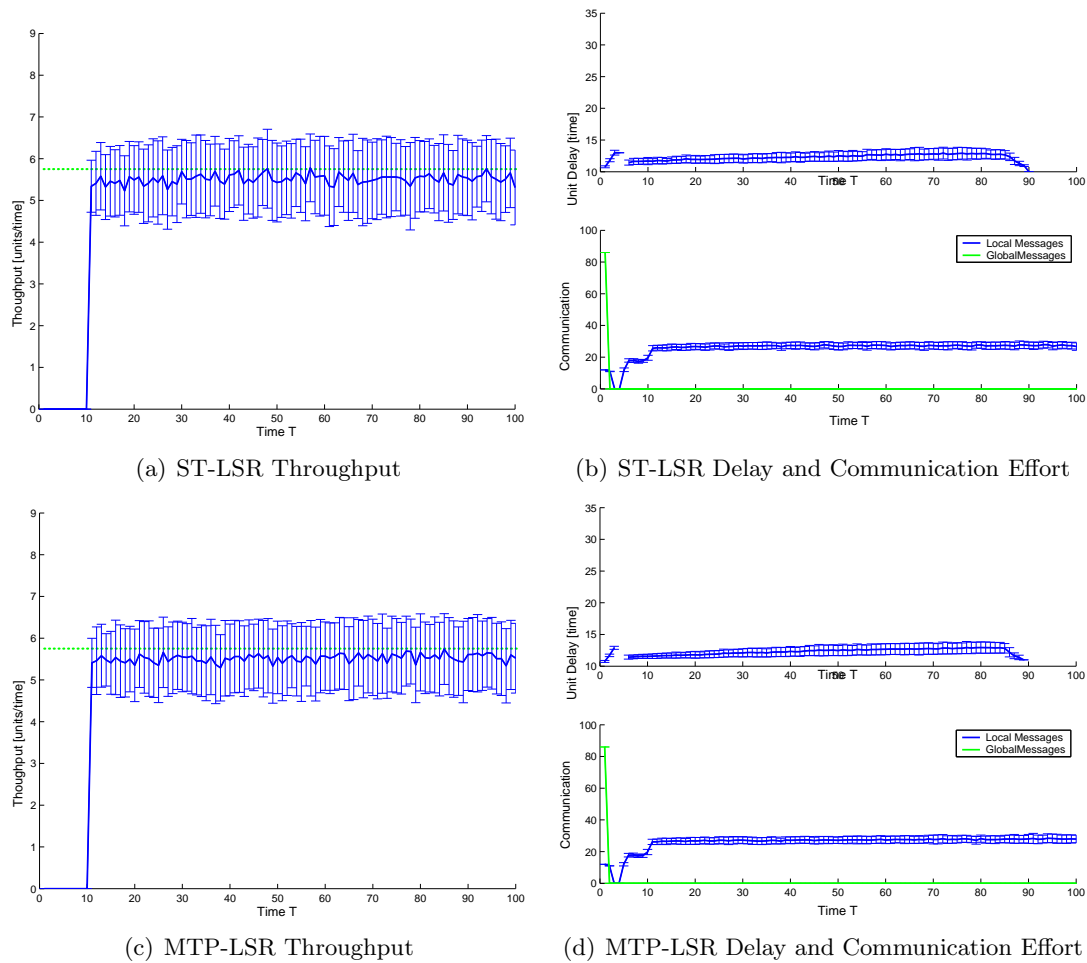 9
8
7
6
5
4
3
2
1
0
Thoughput [units/time]
0 10 20 30 40 50 60 70 80 90 100
Time T
(a) ST-LSR Throughput
35
30
25
20
15
10
Unit Delay [time]
0 10 20 30 40 50 60 70 80 90 100
Time T
100
80
60
40
20
0
Communication
Local Messages
GlobalMessages
0 10 20 30 40 50 60 70 80 90 100
Time T
(b) ST-LSR Delay and Communication Effort
9
8
7
6
5
4
3
2
1
0
Thoughput [units/time]
0 10 20 30 40 50 60 70 80 90 100
Time T
(c) MTP-LSR Throughput
35
30
25
20
15
10
Unit Delay [time]
0 10 20 30 40 50 60 70 80 90 100
Time T
100
80
60
40
20
0
Communication
Local Messages
GlobalMessages
0 10 20 30 40 50 60 70 80 90 100
Time T
(d) MTP-LSR Delay and Communication Effort